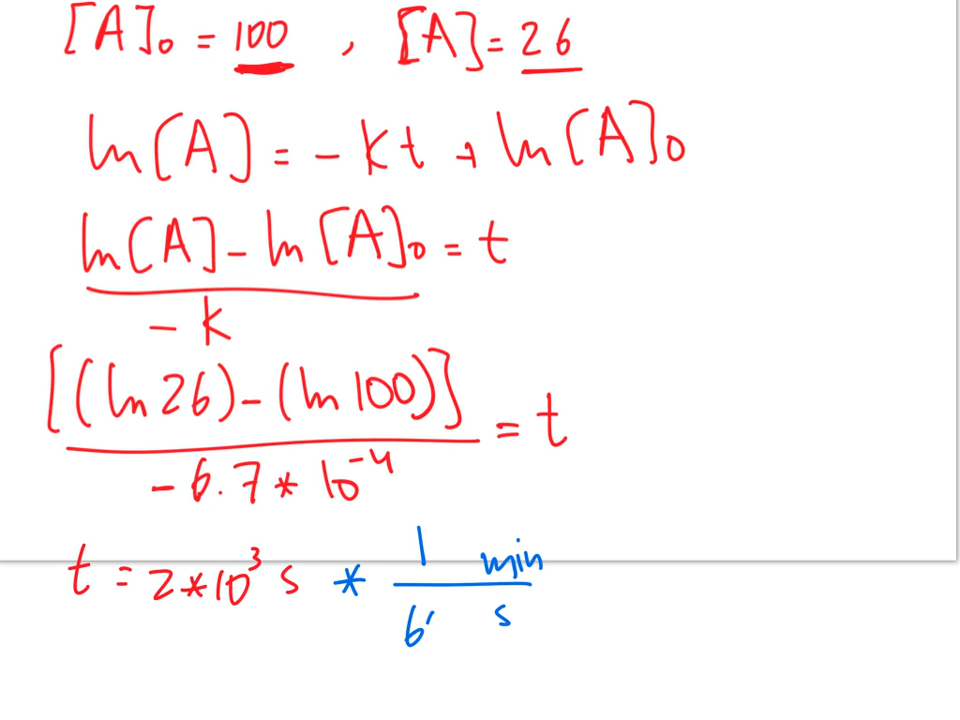 [A]₀ = 100 , [A] = 26
ln[A] = - kt + ln[A]₀
ln[A] - ln[A]₀ = t
- k
[(ln 26) - (ln 100)] = t
- 6.7 * 10⁻⁴
t = 2*10³ s * 1 min
6' s